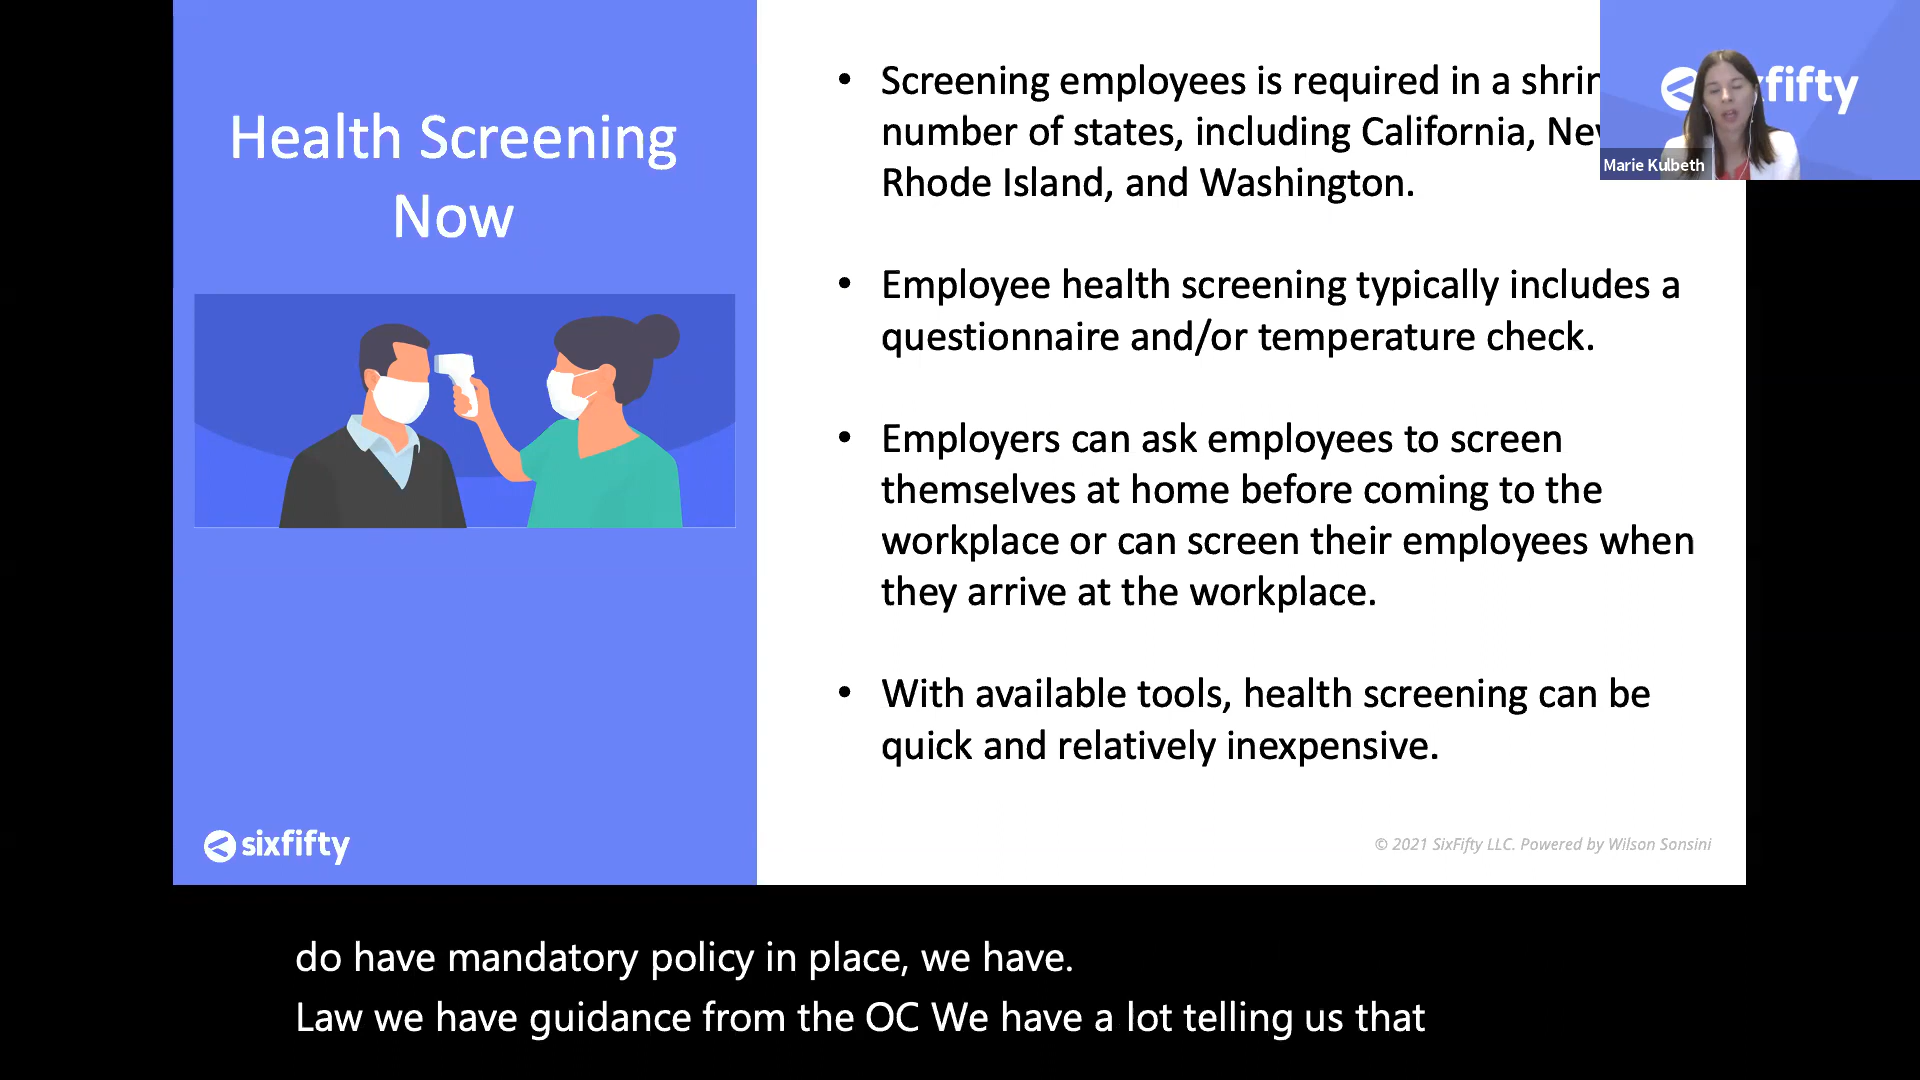 Health Screening
Now
• Screening employees is required in a
number of states, including California,
Rhode Island, and Washington.
• Employee health screening typically includes a
questionnaire and/or temperature check.
• Employers can ask employees to screen
themselves at home before coming to the
workplace or can screen their employees when
they arrive at the workplace.
• With available tools, health screening can be
quick and relatively inexpensive.
sixfifty
© 2021 SixFifty LLC. Powered by Wilson Sonsini
Marie Kulbeth
do have mandatory policy in place, we have.
Law we have guidance from the OC We have a lot telling us that